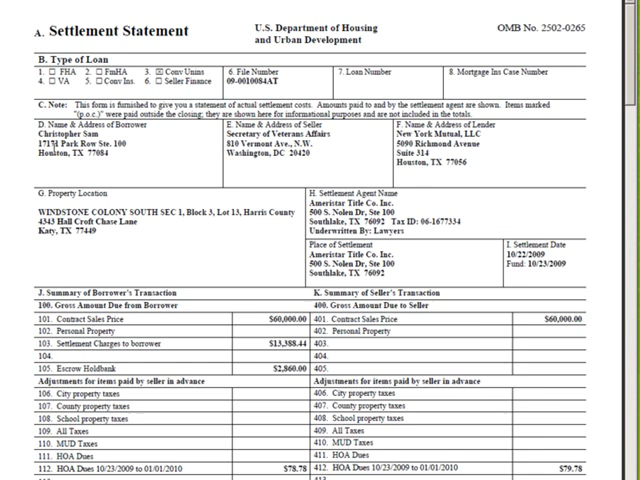 A. Settlement Statement
U.S. Department of Housing
and Urban Development
OMB No. 2502-0265
B. Type of Loan
1. ☐ FHA 2. ☐ FmHA 3. ☒ Conv Unins
4. ☐ VA 5. ☐ Conv Ins. 6. ☐ Seller Finance
6. File Number
09-0010084AT
7. Loan Number
8. Mortgage Ins Case Number
C. Note: This form is furnished to give you a statement of actual settlement costs. Amounts paid to and by the settlement agent are shown. Items marked
"(p.o.c.)" were paid outside the closing; they are shown here for informational purposes and are not included in the totals.
D. Name & Address of Borrower
Christopher Sam
Park Row Ste. 100
Houston, TX 77084
E. Name & Address of Seller
Secretary of Veterans Affairs
810 Vermont Ave., N.W.
Washington, DC 20420
F. Name & Address of Lender
New York Mutual, LLC
5090 Richmond Avenue
Suite 314
Houston, TX 77056
G. Property Location
WINDSTONE COLONY SOUTH SEC 1, Block 3, Lot 13, Harris County
4343 Hall Croft Chase Lane
Katy, TX 77449
H. Settlement Agent Name
Ameristar Title Co. Inc.
500 S. Nolen Dr, Ste 100
Southlake, TX 76092 Tax ID: 06-1677334
Underwritten By: Lawyers
Place of Settlement
Ameristar Title Co. Inc.
500 S. Nolen Dr, Ste 100
Southlake, TX 76092
I. Settlement Date
10/22/2009
Fund: 10/23/2009
J. Summary of Borrower's Transaction
K. Summary of Seller's Transaction
100. Gross Amount Due from Borrower
400. Gross Amount Due to Seller
101. Contract Sales Price $60,000.00
401. Contract Sales Price $60,000.00
102. Personal Property
402. Personal Property
103. Settlement Charges to borrower $13,388.44
403.
104.
404.
105. Escrow Holdbank $2,860.00
405.
Adjustments for items paid by seller in advance
Adjustments for items paid by seller in advance
106. City property taxes
406. City property taxes
107. County property taxes
407. County property taxes
108. School property taxes
408. School property taxes
109. All Taxes
409. All Taxes
110. MUD Taxes
410. MUD Taxes
111. HOA Dues
411. HOA Dues
112. HOA Dues 10/23/2009 to 01/01/2010 $78.78
412. HOA Dues 10/23/2009 to 01/01/2010 $79.78